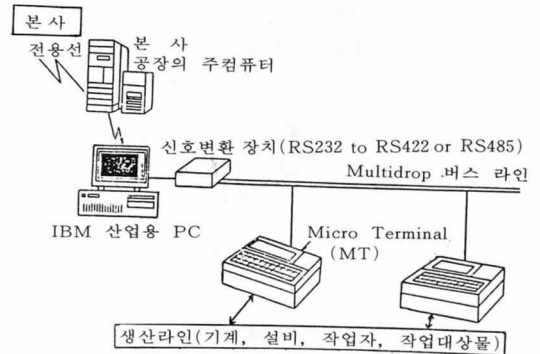 본사
전용선
본 사
공장의 주컴퓨터
신호변환 장치(RS232 to RS422 or RS485)
Multidrop 버스 라인
IBM 산업용 PC
Micro Terminal
(MT)
생산라인(기계, 설비, 작업자, 작업대상물)